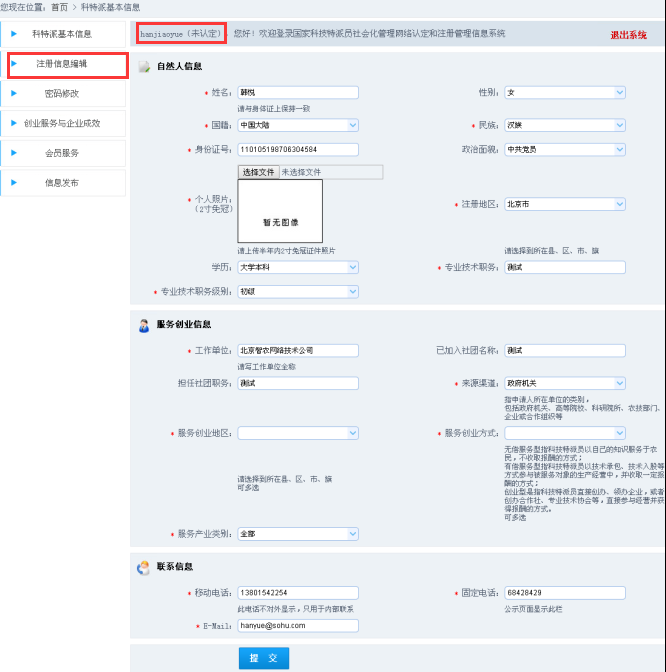 您现在位置：首页 > 科特派基本信息
科特派基本信息
hanjiaoyue（未认定） 您好！欢迎登录国家科技特派员社会化管理网络认定和注册管理信息系统 退出系统
注册信息编辑
密码修改
创业服务与企业成效
会员服务
信息发布
自然人信息
* 姓名： 韩悦 性别： 女
请与身体证上保持一致
* 国籍： 中国大陆 * 民族： 汉族
* 身份证号： 110105198706304584 政治面貌： 中共党员
选择文件 未选择文件
* 个人照片：
（2寸免冠）
暂无图像
* 注册地区： 北京市
请上传半年内2寸免冠证件照片 请选择到所在县、区、市、旗
学历： 大学本科 * 专业技术职务： 测试
* 专业技术职务级别： 初级
服务创业信息
* 工作单位： 北京智农网络技术公司 已加入社团名称： 测试
请写工作单位全称
担任社团职务： 测试 * 来源渠道： 政府机关
指申请人所在单位的类别，
包括政府机关、高等院校、科研院所、农技部门、
企业或合作组织等
* 服务创业地区： * 服务创业方式：
请选择到所在县、区、市、旗
可多选
无偿服务型指科技特派员以自己的知识服务于农
民，不收取报酬的方式；
有偿服务型指科技特派员以技术承包、技术入股等
方式参与被服务对象的生产经营中，并收取一定报
酬的方式；
创业型是指科技特派员直接创办、领办企业，或者
创办合作社、专业技术协会等，直接参与经营并获
得报酬的方式。
可多选
* 服务产业类别： 全部
联系信息
* 移动电话： 13801542254 * 固定电话： 68428429
此电话不对外显示，只用于内部联系 公示页面显示此栏
* E-Mail： hanyue@sohu.com
提 交